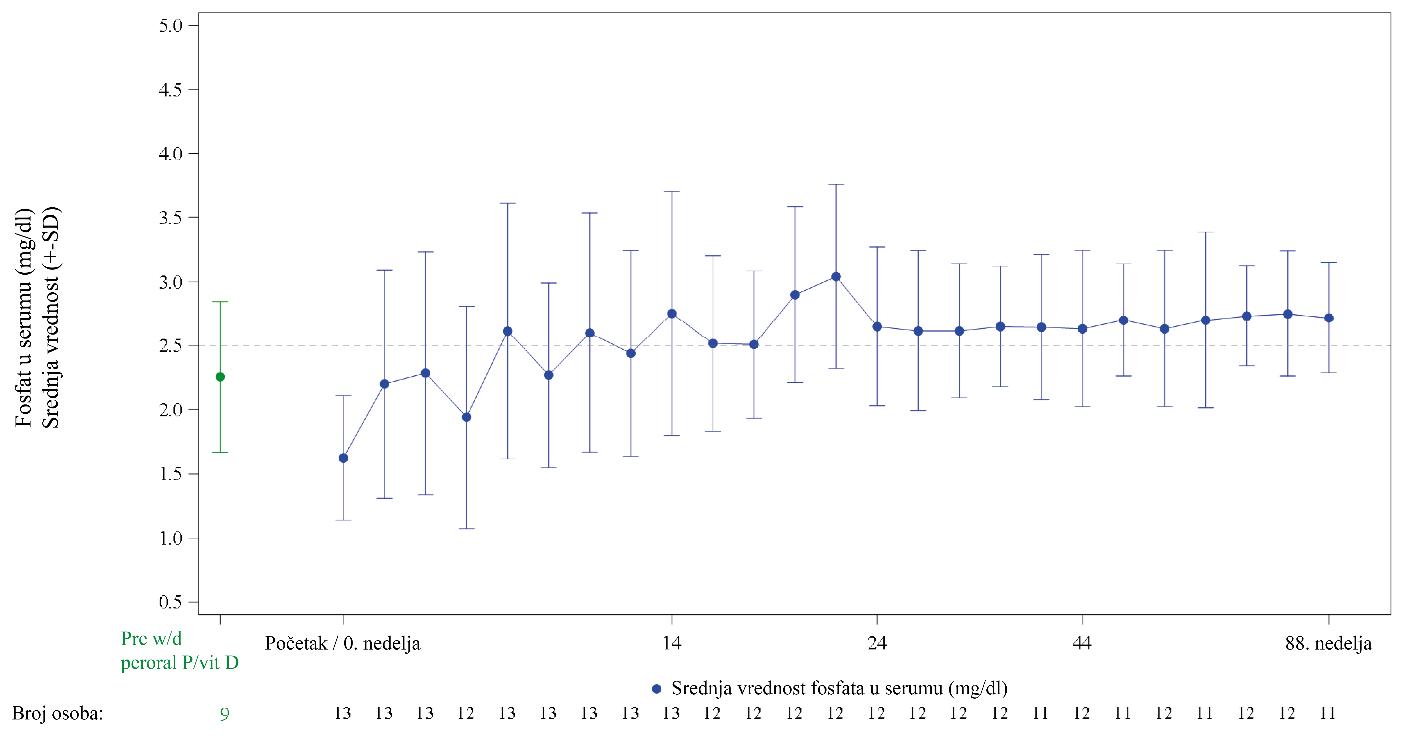 Fosfat u serumu (mg/dl)
Srednja vrednost (+-SD)
5.0
4.5
4.0
3.5
3.0
2.5
2.0
1.5
1.0
0.5
Pre w/d
peroral P/vit D
Početak / 0. nedelja
14
24
44
88. nedelja
Srednja vrednost fosfata u serumu (mg/dl)
Broj osoba: 9 13 13 13 12 13 13 13 13 13 12 12 12 12 12 12 12 12 11 12 11 12 11 12 12 11